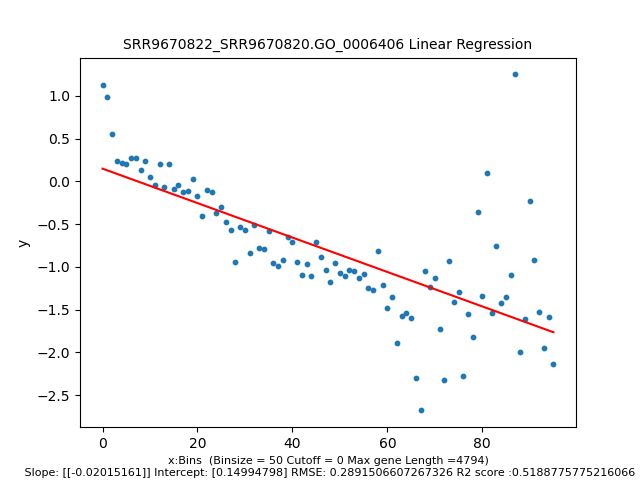 SRR9670822_SRR9670820.GO_0006406 Linear Regression
1.0
0.5
0.0
−0.5
−1.0
−1.5
−2.0
−2.5
y
0 20 40 60 80
x:Bins  (Binsize = 50 Cutoff = 0 Max gene Length =4794)
Slope: [[-0.02015161]] Intercept: [0.14994798] RMSE: 0.2891506607267326 R2 score :0.5188775775216066